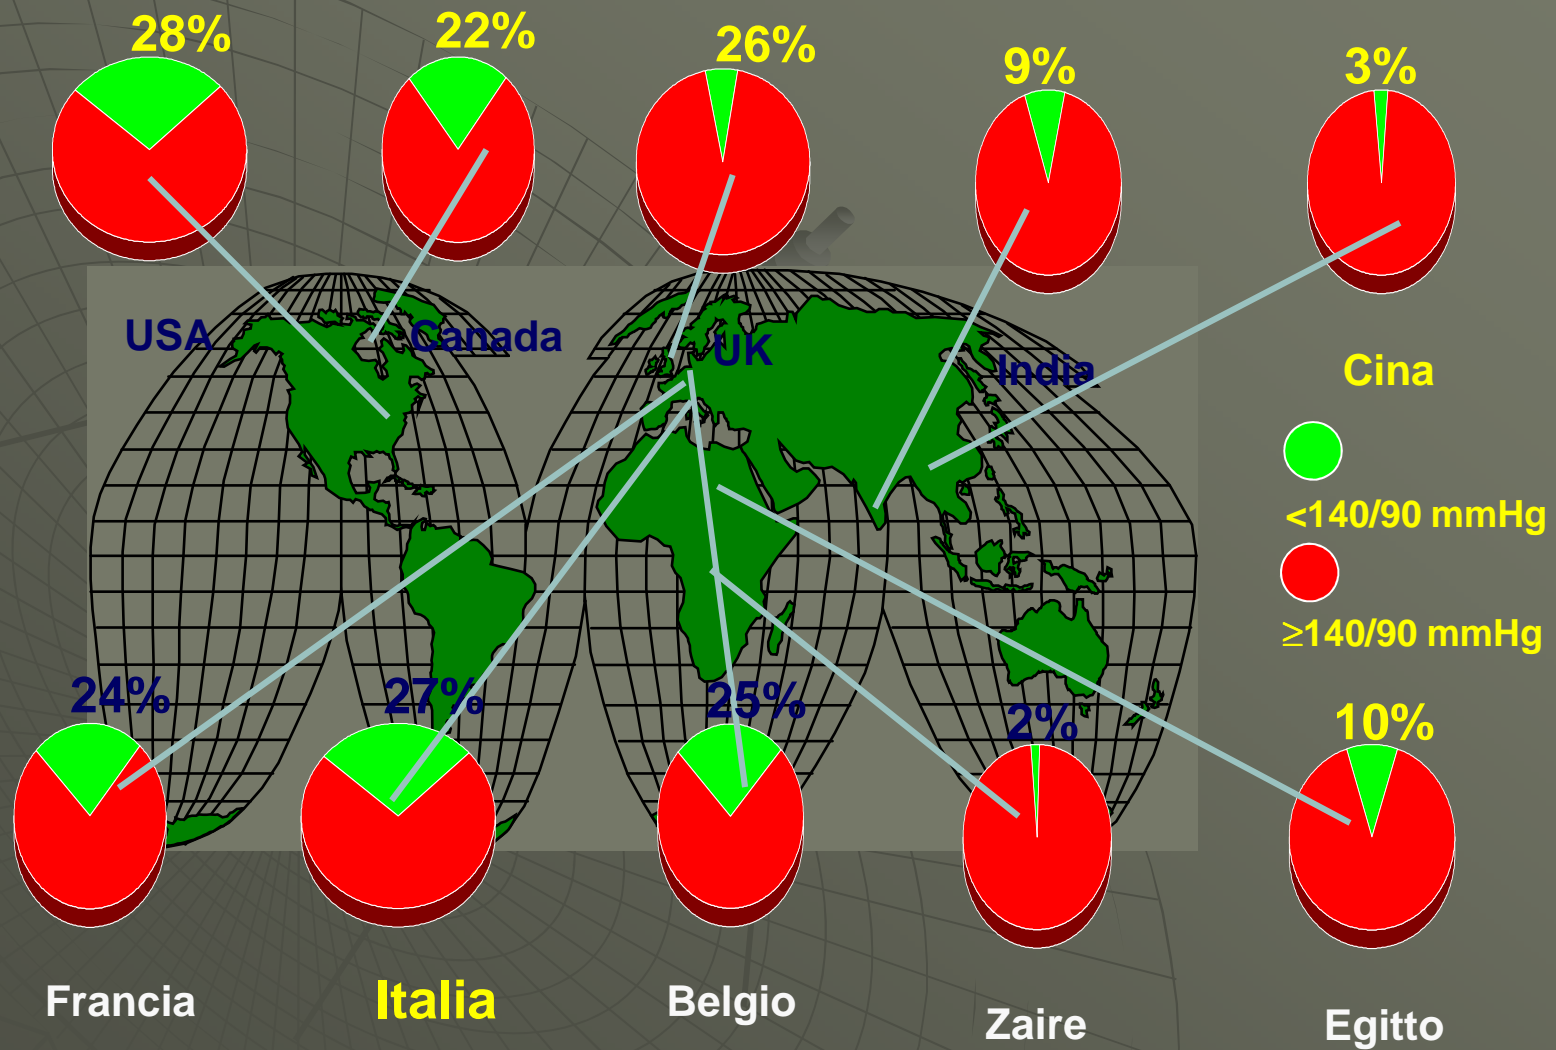 28%
22%
26%
9%
3%
USA
Canada
UK
India
Cina
<140/90 mmHg
≥140/90 mmHg
24%
27%
25%
2%
10%
Francia
Italia
Belgio
Zaire
Egitto